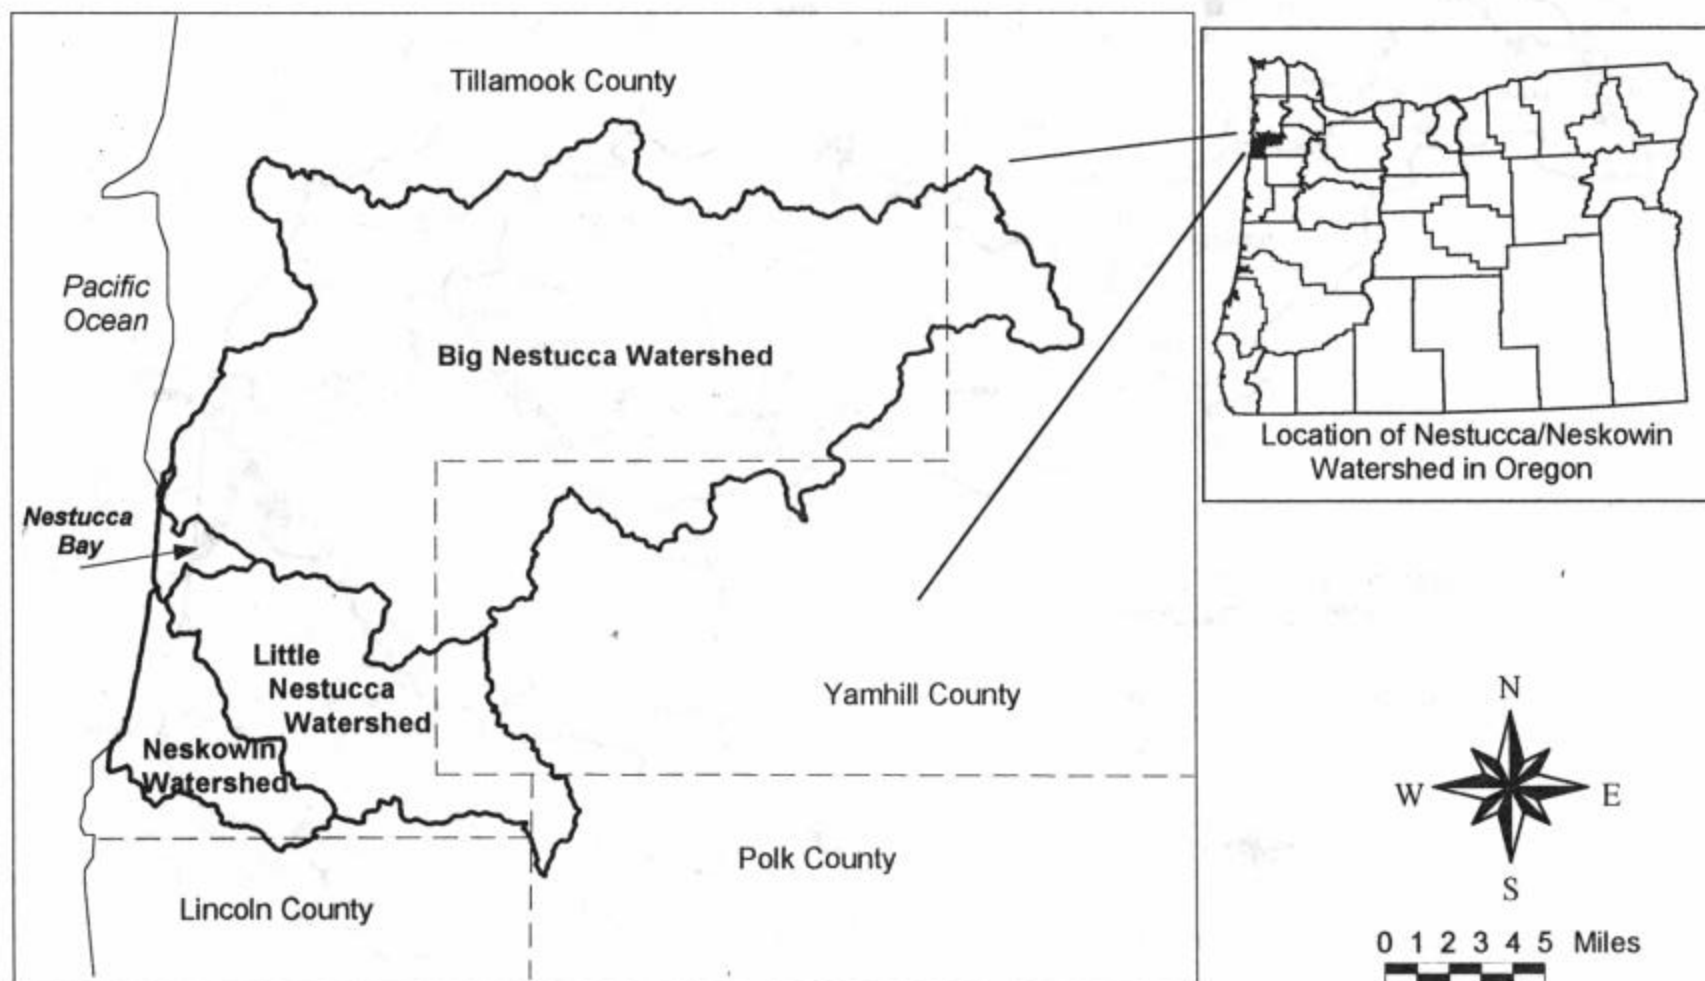 Tillamook County
Pacific
Ocean
Big Nestucca Watershed
Nestucca
Bay
Little
Nestucca
Watershed
Neskowin
Watershed
Yamhill County
Polk County
Lincoln County
Location of Nestucca/Neskowin
Watershed in Oregon
N
W E
S
0 1 2 3 4 5 Miles